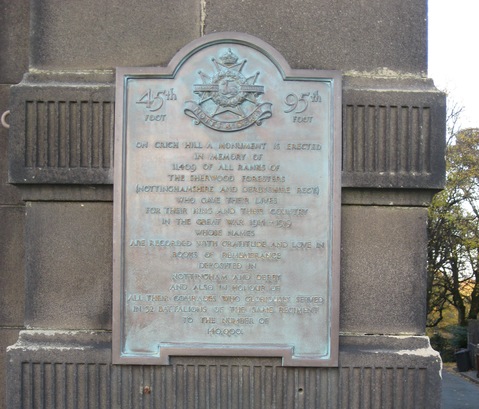 45th FOOT
95th FOOT
ON CRICH HILL A MONUMENT IS ERECTED
IN MEMORY OF
11409 OF ALL RANKS OF
THE SHERWOOD FORESTERS
(NOTTINGHAMSHIRE AND DERBYSHIRE REGT)
WHO GAVE THEIR LIVES
FOR THEIR KING AND THEIR COUNTRY
IN THE GREAT WAR 1914-1919
WHOSE NAMES
ARE RECORDED WITH GRATITUDE AND LOVE IN
BOOKS OF REMEMBRANCE
DEPOSITED IN
NOTTINGHAM AND DERBY
AND ALSO IN HONOUR OF
ALL THEIR COMRADES WHO GLORIOUSLY SERVED
IN 32 BATTALIONS OF THE SAME REGIMENT
TO THE NUMBER OF
140,000.